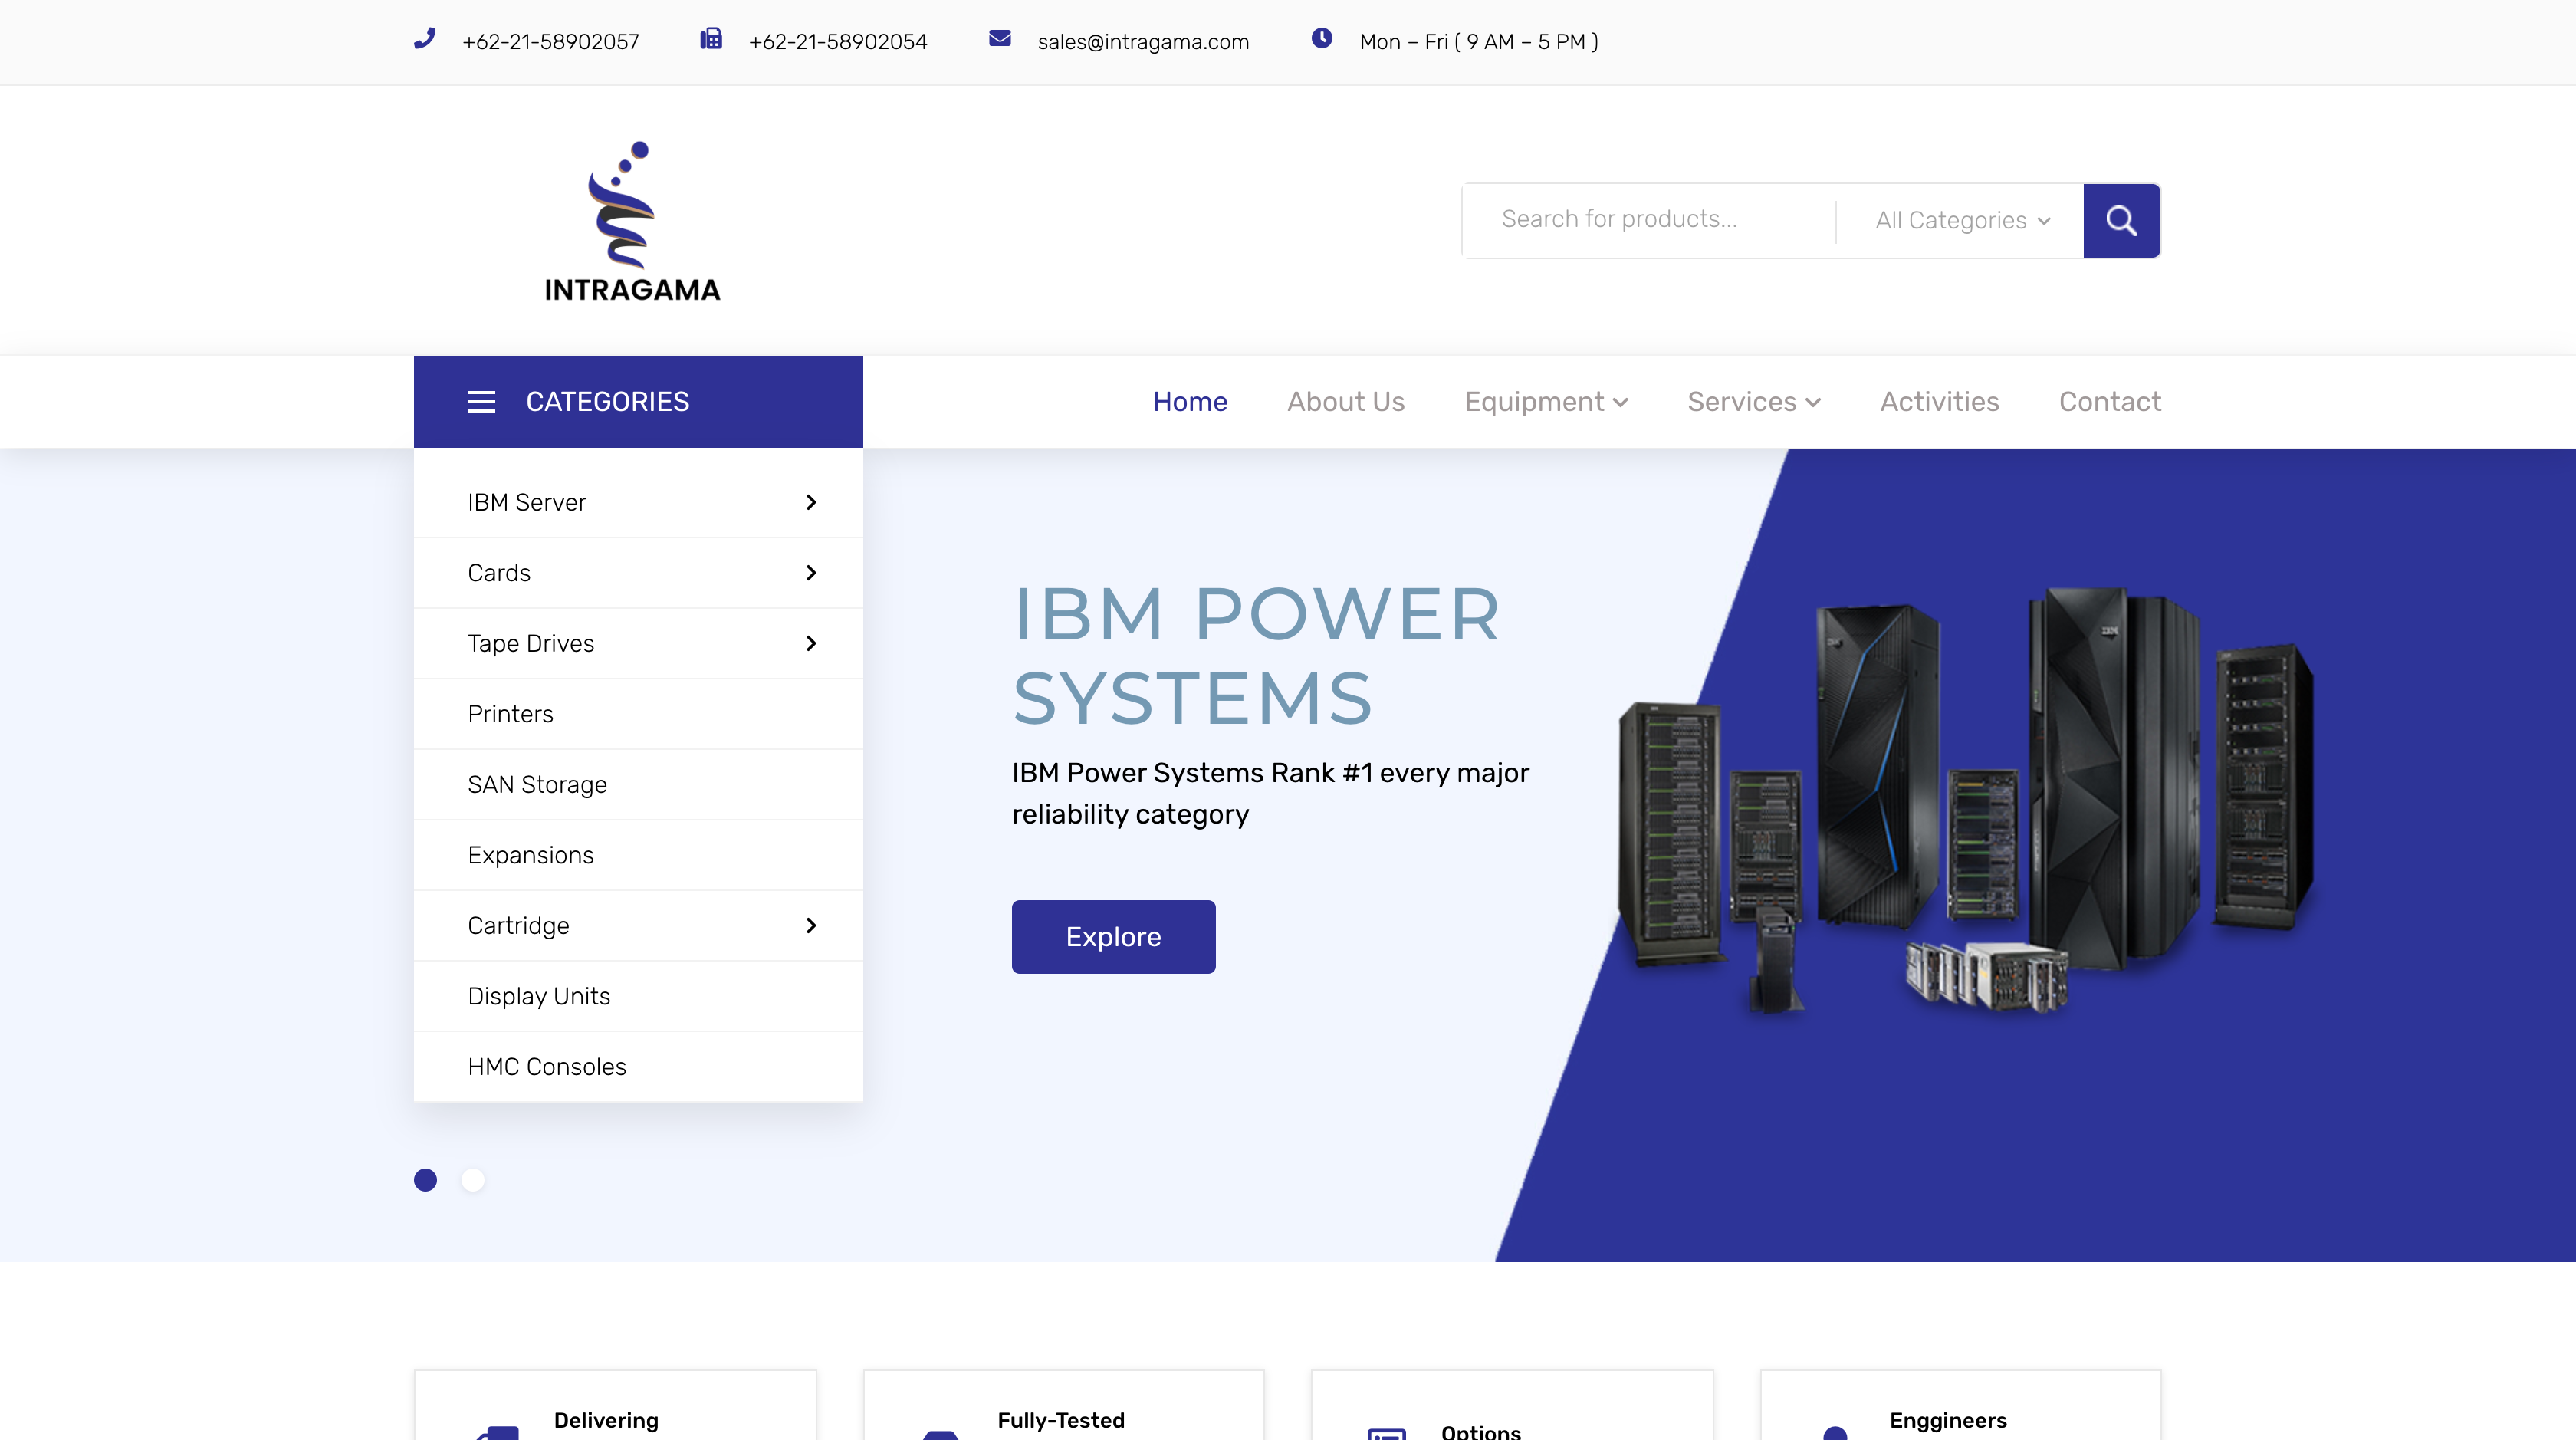 +62-21-58902057
+62-21-58902054
sales@intragama.com
Mon – Fri ( 9 AM – 5 PM )
INTRAGAMA
Search for products...
All Categories
CATEGORIES
Home
About Us
Equipment
Services
Activities
Contact
IBM Server
Cards
Tape Drives
Printers
SAN Storage
Expansions
Cartridge
Display Units
HMC Consoles
IBM POWER
SYSTEMS
IBM Power Systems Rank #1 every major
reliability category
Explore
IBM
Delivering
Fully-Tested
Options
Enggineers